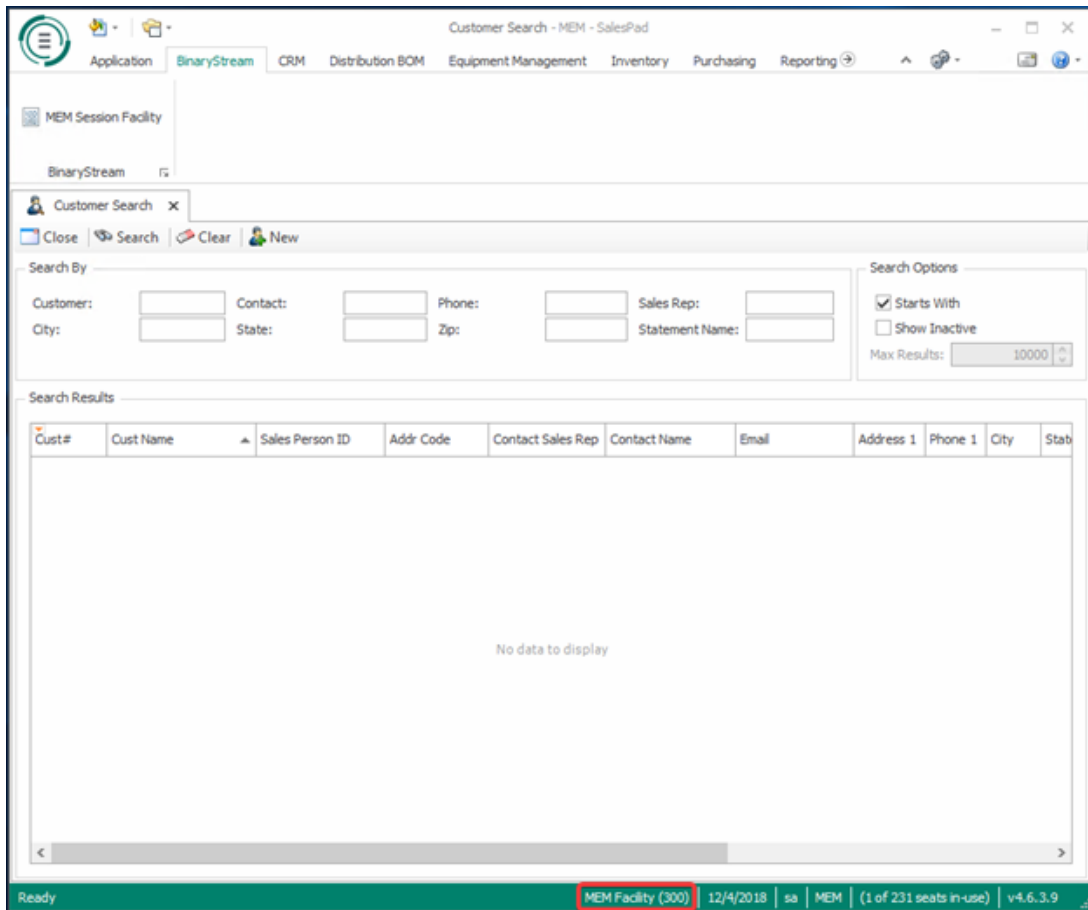 Customer Search - MEM - SalesPad
Application BinaryStream CRM Distribution BOM Equipment Management Inventory Purchasing Reporting
MEM Session Facility
BinaryStream
Customer Search
Close Search Clear New
Search By Search Options
Customer: Contact: Phone: Sales Rep: Starts With
City: State: Zip: Statement Name: Show Inactive
Max Results: 10000
Search Results
Cust# Cust Name Sales Person ID Addr Code Contact Sales Rep Contact Name Email Address 1 Phone 1 City Stat
No data to display
Ready MEM Facility (300) 12/4/2018 sa MEM (1 of 231 seats in-use) v4.6.3.9